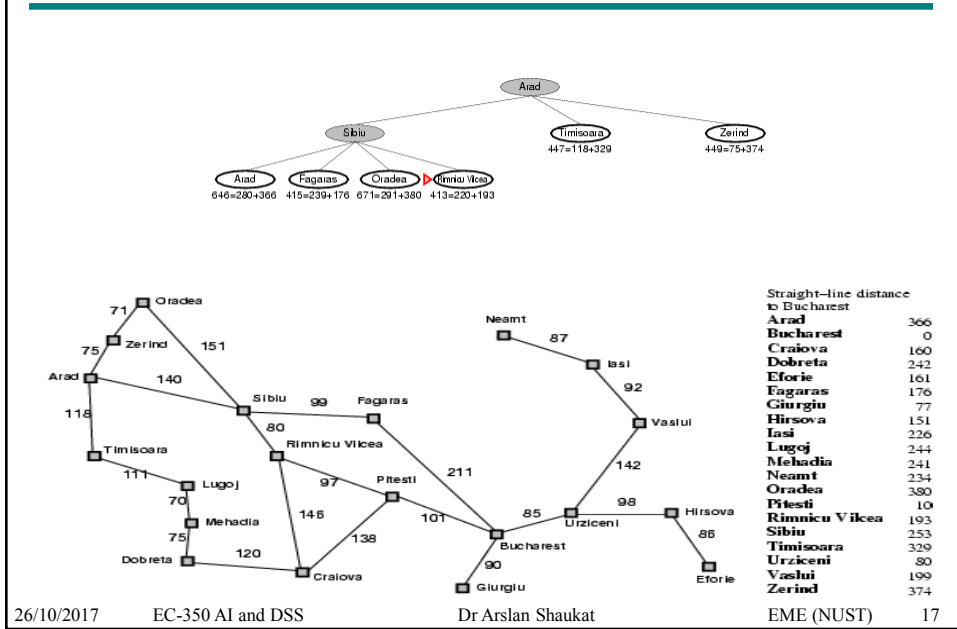 Arad
Sibiu
Timisoara
Zerind
447=118+329
449=75+374
Arad
Fagaras
Oradea
Rimnicu Vilcea
646=280+366
415=239+176
671=291+380
413=220+193
Oradea
71
Zerind
75
151
Arad
140
118
Sibiu
99
Fagaras
80
Rimnicu Vilcea
Timisoara
111
Lugoj
70
Mehadia
75
Dobreta
120
Craiova
146
97
Pitesti
138
101
211
Bucharest
90
Giurgiu
85
Urziceni
Neamt
87
Iasi
92
Vaslui
142
98
Hirsova
86
Eforie
Straight–line distance
to Bucharest
Arad 366
Bucharest 0
Craiova 160
Dobreta 242
Eforie 161
Fagaras 176
Giurgiu 77
Hirsova 151
Iasi 226
Lugoj 244
Mehadia 241
Neamt 234
Oradea 380
Pitesti 10
Rimnicu Vilcea 193
Sibiu 253
Timisoara 329
Urziceni 80
Vaslui 199
Zerind 374
26/10/2017 EC-350 AI and DSS Dr Arslan Shaukat EME (NUST) 17